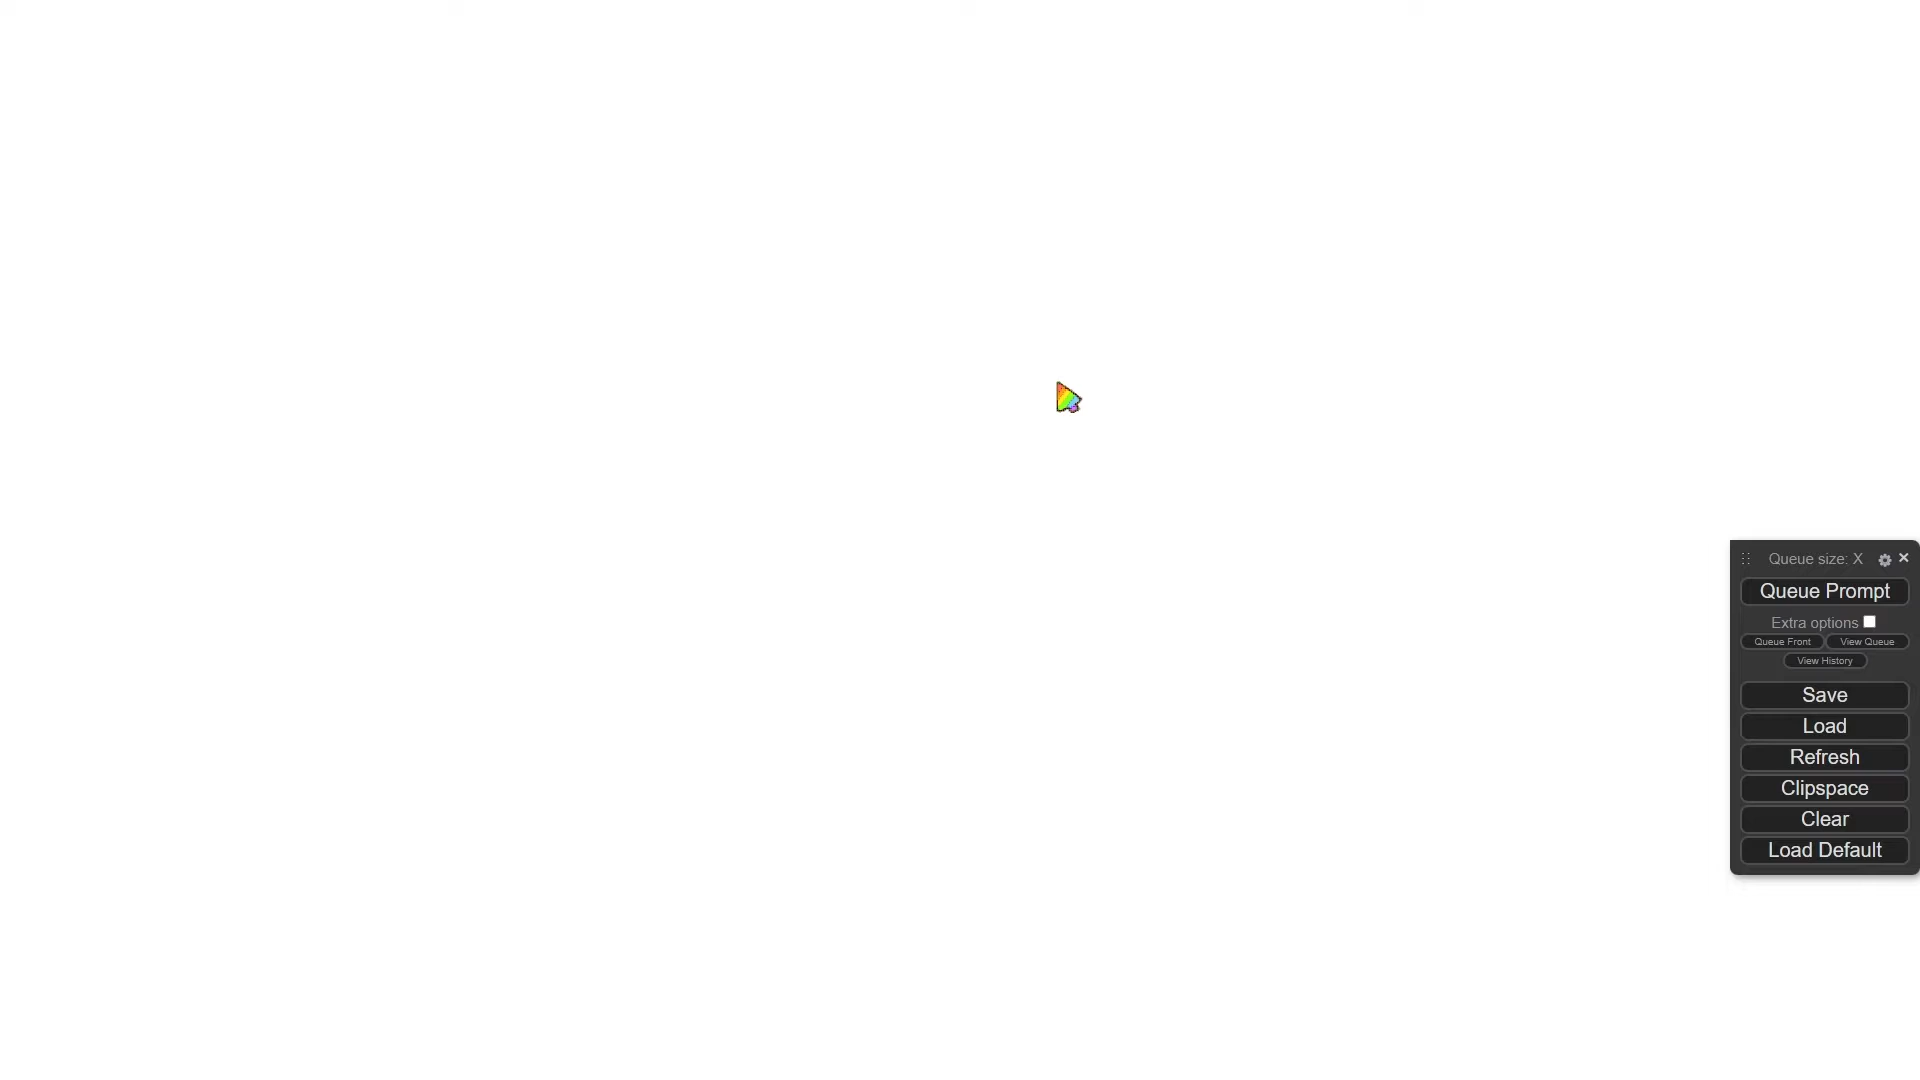 Queue size: X
Queue Prompt
Extra options
Queue Front View Queue
View History
Save
Load
Refresh
Clipspace
Clear
Load Default